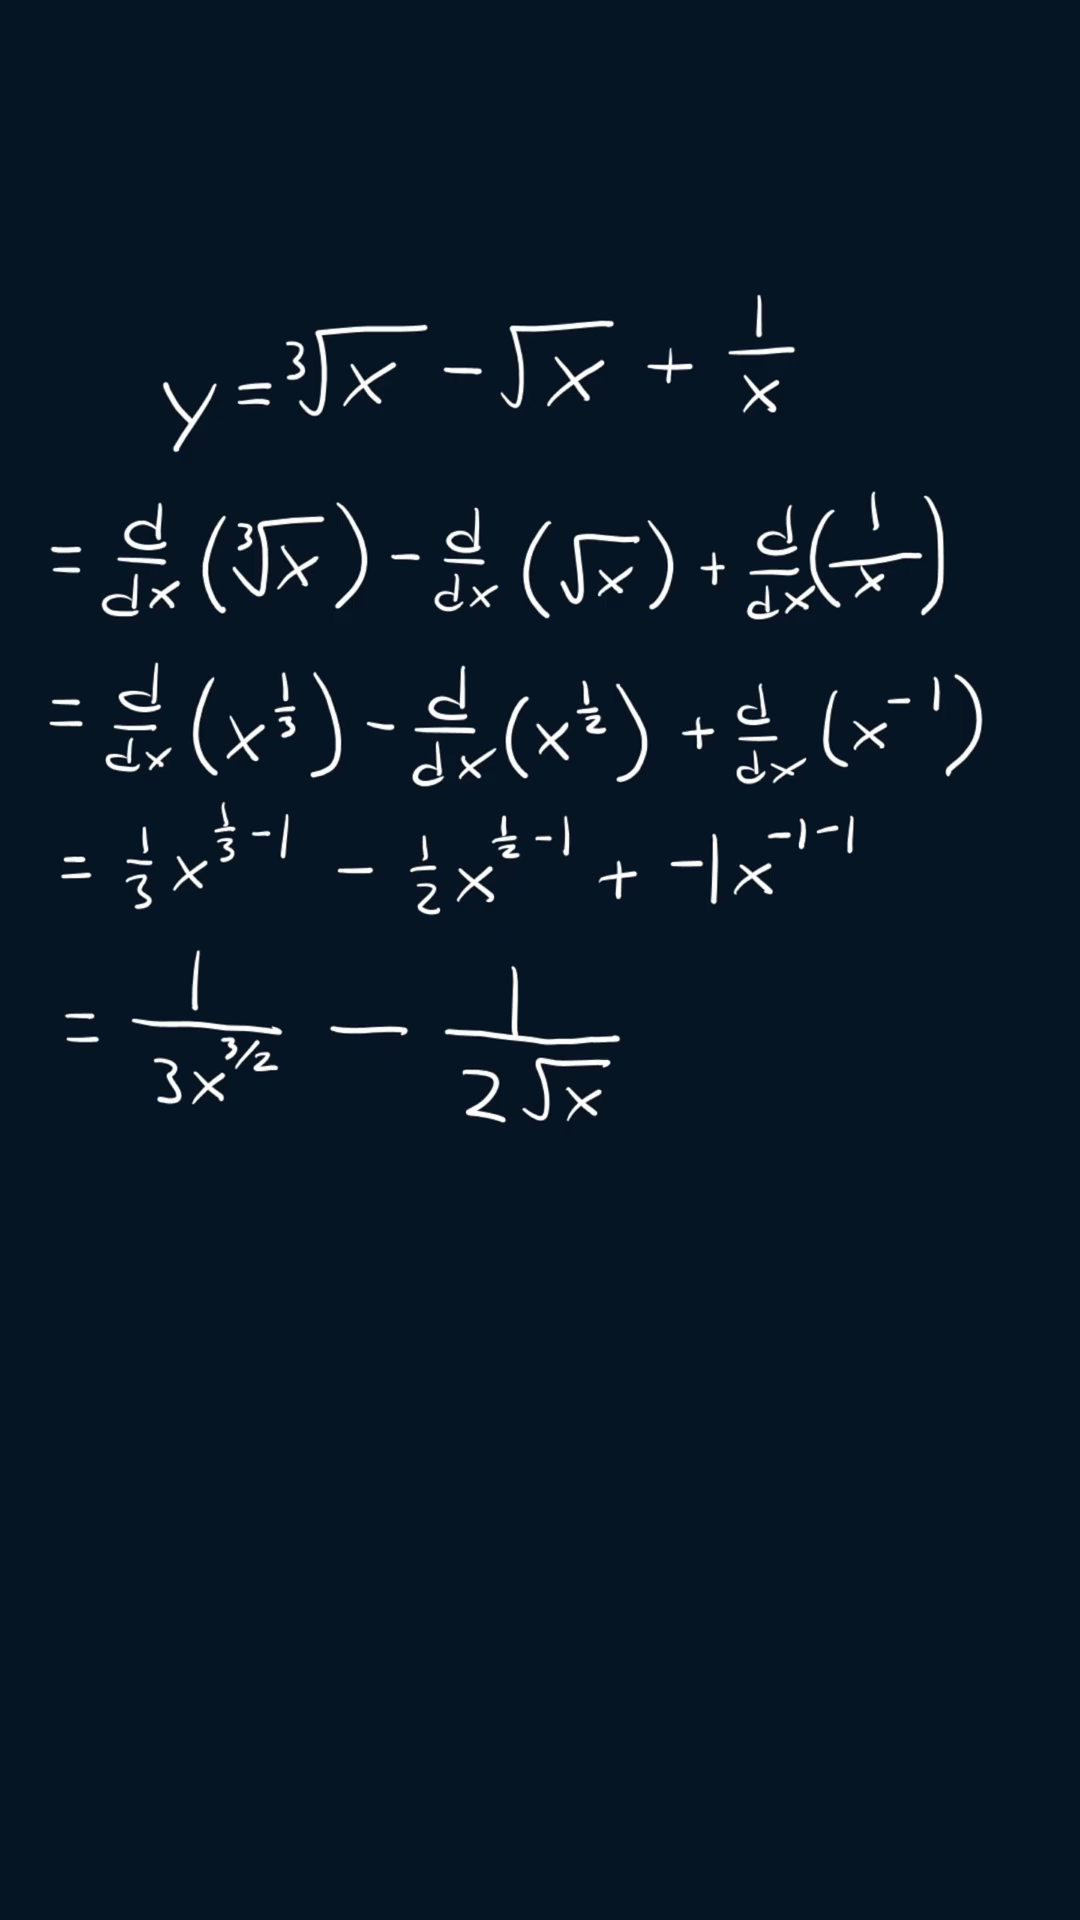 y = ∛x − √x + 1/x
= d/dx (∛x) − d/dx (√x) + d/dx (1/x)
= d/dx (x^(1/3)) − d/dx (x^(1/2)) + d/dx (x^(−1))
= 1/3 x^(1/3 − 1) − 1/2 x^(1/2 − 1) + −1x^(−1−1)
= 1/(3x^(3/2)) − 1/(2√x)